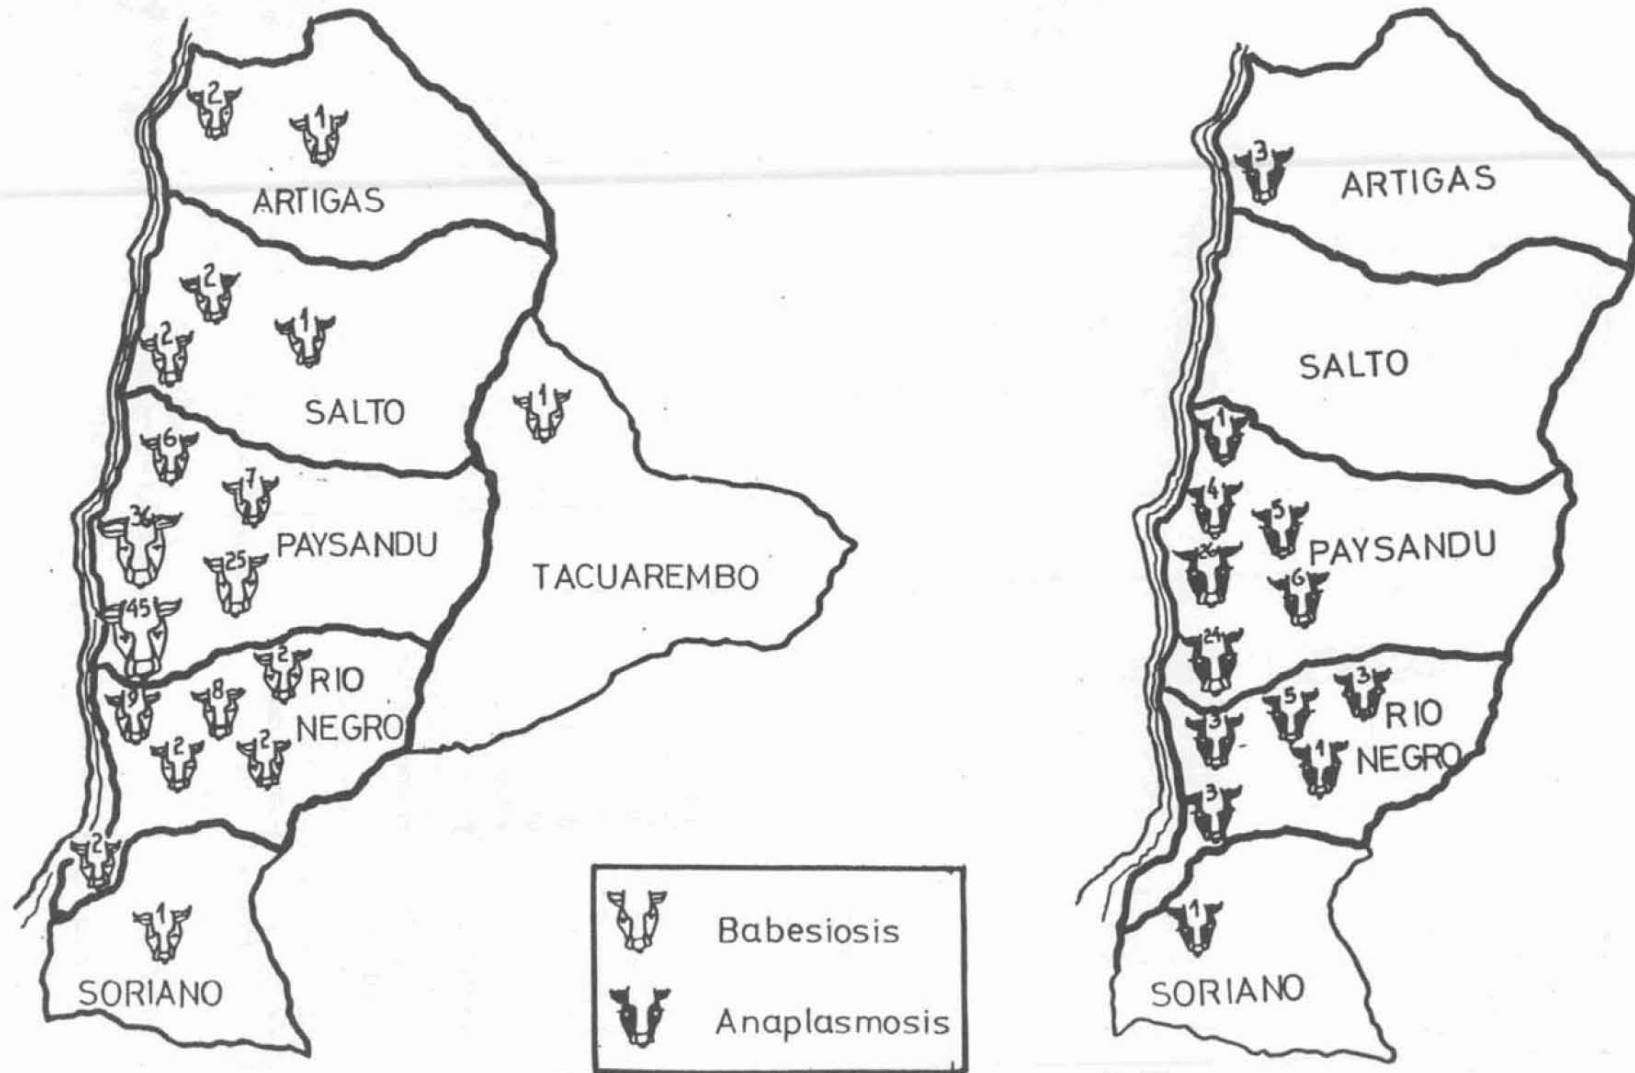 2
1
ARTIGAS
2
2
1
SALTO
1
6
7
36
25
PAYSANDU
TACUAREMBO
45
2
RIO
9
8
NEGRO
2
2
2
1
SORIANO
Babesiosis
Anaplasmosis
3
ARTIGAS
SALTO
1
4
5
26
6
PAYSANDU
24
3
RIO
5
3
NEGRO
1
3
1
SORIANO